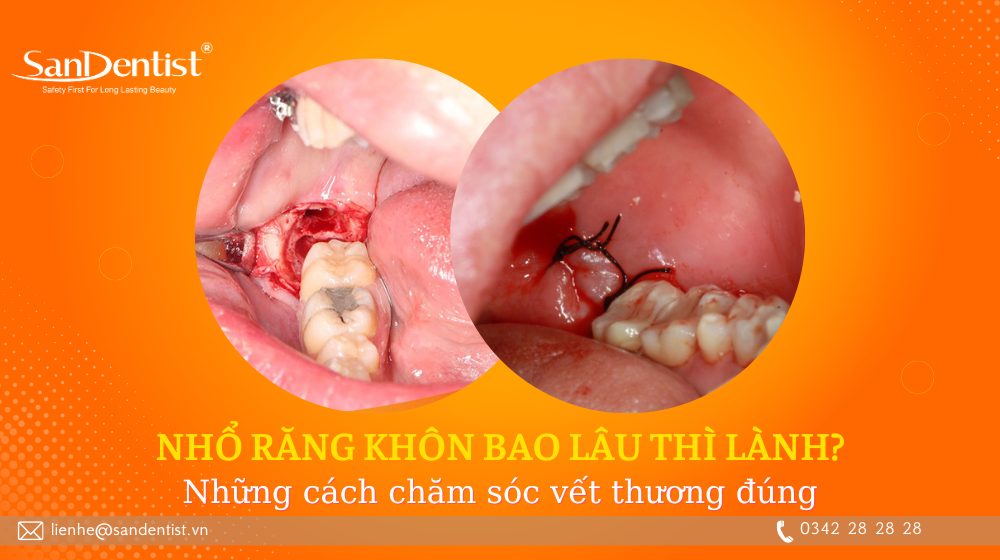 SanDentist®
Safety First For Long Lasting Beauty
NHỔ RĂNG KHÔN BAO LÂU THÌ LÀNH?
Những cách chăm sóc vết thương đúng
lienhe@sandentist.vn
0342 28 28 28